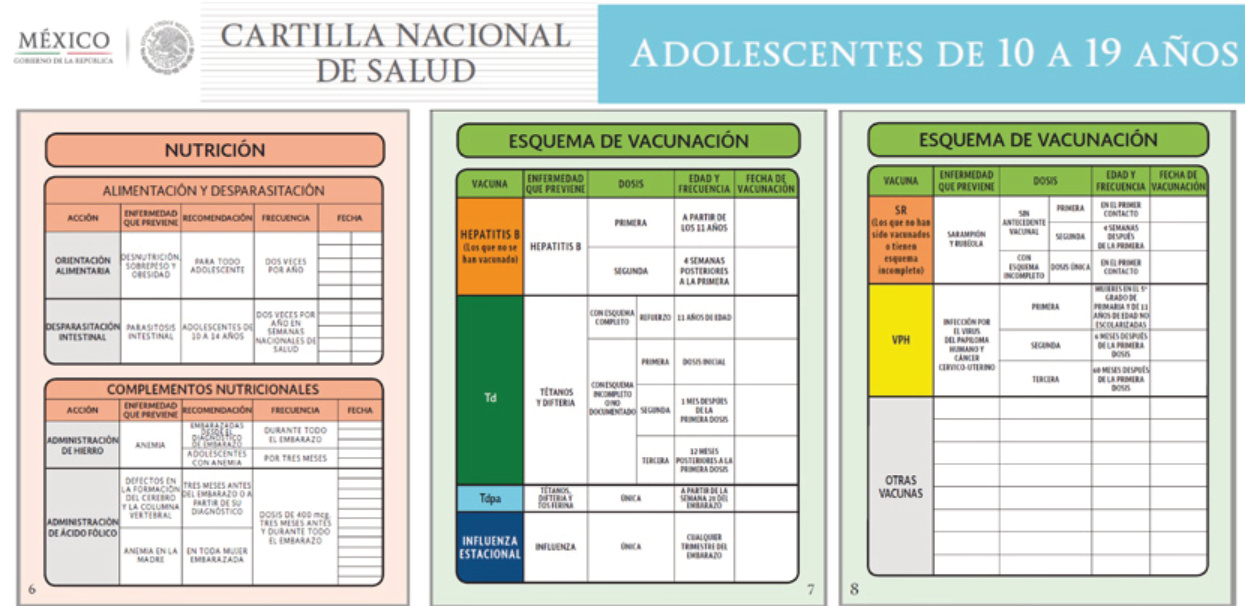 MÉXICO
GOBIERNO DE LA REPÚBLICA
CARTILLA NACIONAL
DE SALUD
ADOLESCENTES DE 10 A 19 AÑOS
NUTRICIÓN
ALIMENTACIÓN Y DESPARASITACIÓN
ACCIÓN
ENFERMEDAD
QUE PREVIENE
RECOMENDACIÓN
FRECUENCIA
FECHA
ORIENTACIÓN
ALIMENTARIA
DESNUTRICIÓN,
SOBREPESO Y
OBESIDAD
PARA TODO
ADOLESCENTE
DOS VECES
POR AÑO
DESPARASITACIÓN
INTESTINAL
PARASITOSIS
INTESTINAL
ADOLESCENTES DE
10 A 14 AÑOS
DOS VECES POR
AÑO EN
SEMANAS
NACIONALES DE
SALUD
COMPLEMENTOS NUTRICIONALES
ACCIÓN
ENFERMEDAD
QUE PREVIENE
RECOMENDACIÓN
FRECUENCIA
FECHA
ADMINISTRACIÓN
DE HIERRO
ANEMIA
EMBARAZADAS
DESDE EL
DIAGNÓSTICO
DE EMBARAZO
DURANTE TODO
EL EMBARAZO
ADOLESCENTES
CON ANEMIA
POR TRES MESES
ADMINISTRACIÓN
DE ÁCIDO FÓLICO
DEFECTOS EN
LA FORMACIÓN
DEL CEREBRO
Y LA COLUMNA
VERTEBRAL
TRES MESES ANTES
DEL EMBARAZO O A
PARTIR DE SU
DIAGNÓSTICO
DOSIS DE 400 mcg.
TRES MESES ANTES
Y DURANTE TODO
EL EMBARAZO
ANEMIA EN LA
MADRE
EN TODA MUJER
EMBARAZADA
6
ESQUEMA DE VACUNACIÓN
VACUNA
ENFERMEDAD
QUE PREVIENE
DOSIS
EDAD Y
FRECUENCIA
FECHA DE
VACUNACIÓN
HEPATITIS B
(Los que no se
han vacunado)
HEPATITIS B
PRIMERA
A PARTIR DE
LOS 11 AÑOS
SEGUNDA
4 SEMANAS
POSTERIORES
A LA PRIMERA
Td
TÉTANOS
Y DIFTERIA
CON ESQUEMA
COMPLETO
REFUERZO
11 AÑOS DE EDAD
CON ESQUEMA
INCOMPLETO
O NO
DOCUMENTADO
PRIMERA
DOSIS INICIAL
SEGUNDA
1 MES DESPUÉS
DE LA
PRIMERA DOSIS
TERCERA
12 MESES
POSTERIORES A LA
PRIMERA DOSIS
Tdpa
TÉTANOS,
DIFTERIA Y
TOS FERINA
ÚNICA
A PARTIR DE LA
SEMANA 20 DEL
EMBARAZO
INFLUENZA
ESTACIONAL
INFLUENZA
ÚNICA
CUALQUIER
TRIMESTRE DEL
EMBARAZO
7
ESQUEMA DE VACUNACIÓN
VACUNA
ENFERMEDAD
QUE PREVIENE
DOSIS
EDAD Y
FRECUENCIA
FECHA DE
VACUNACIÓN
SR
(Los que no han
sido vacunados
o tienen
esquema
incompleto)
SARAMPIÓN
Y RUBÉOLA
SIN
ANTECEDENTE
VACUNAL
PRIMERA
EN EL PRIMER
CONTACTO
SEGUNDA
4 SEMANAS
DESPUÉS
DE LA PRIMERA
CON
ESQUEMA
INCOMPLETO
DOSIS ÚNICA
EN EL PRIMER
CONTACTO
VPH
INFECCIÓN POR
EL VIRUS
DEL PAPILOMA
HUMANO Y
CÁNCER
CERVICO-UTERINO
PRIMERA
MUJERES EN EL 5°
GRADO DE
PRIMARIA Y DE 11
AÑOS DE EDAD NO
ESCOLARIZADAS
SEGUNDA
6 MESES DESPUÉS
DE LA PRIMERA
DOSIS
TERCERA
60 MESES DESPUÉS
DE LA PRIMERA
DOSIS
OTRAS
VACUNAS
8